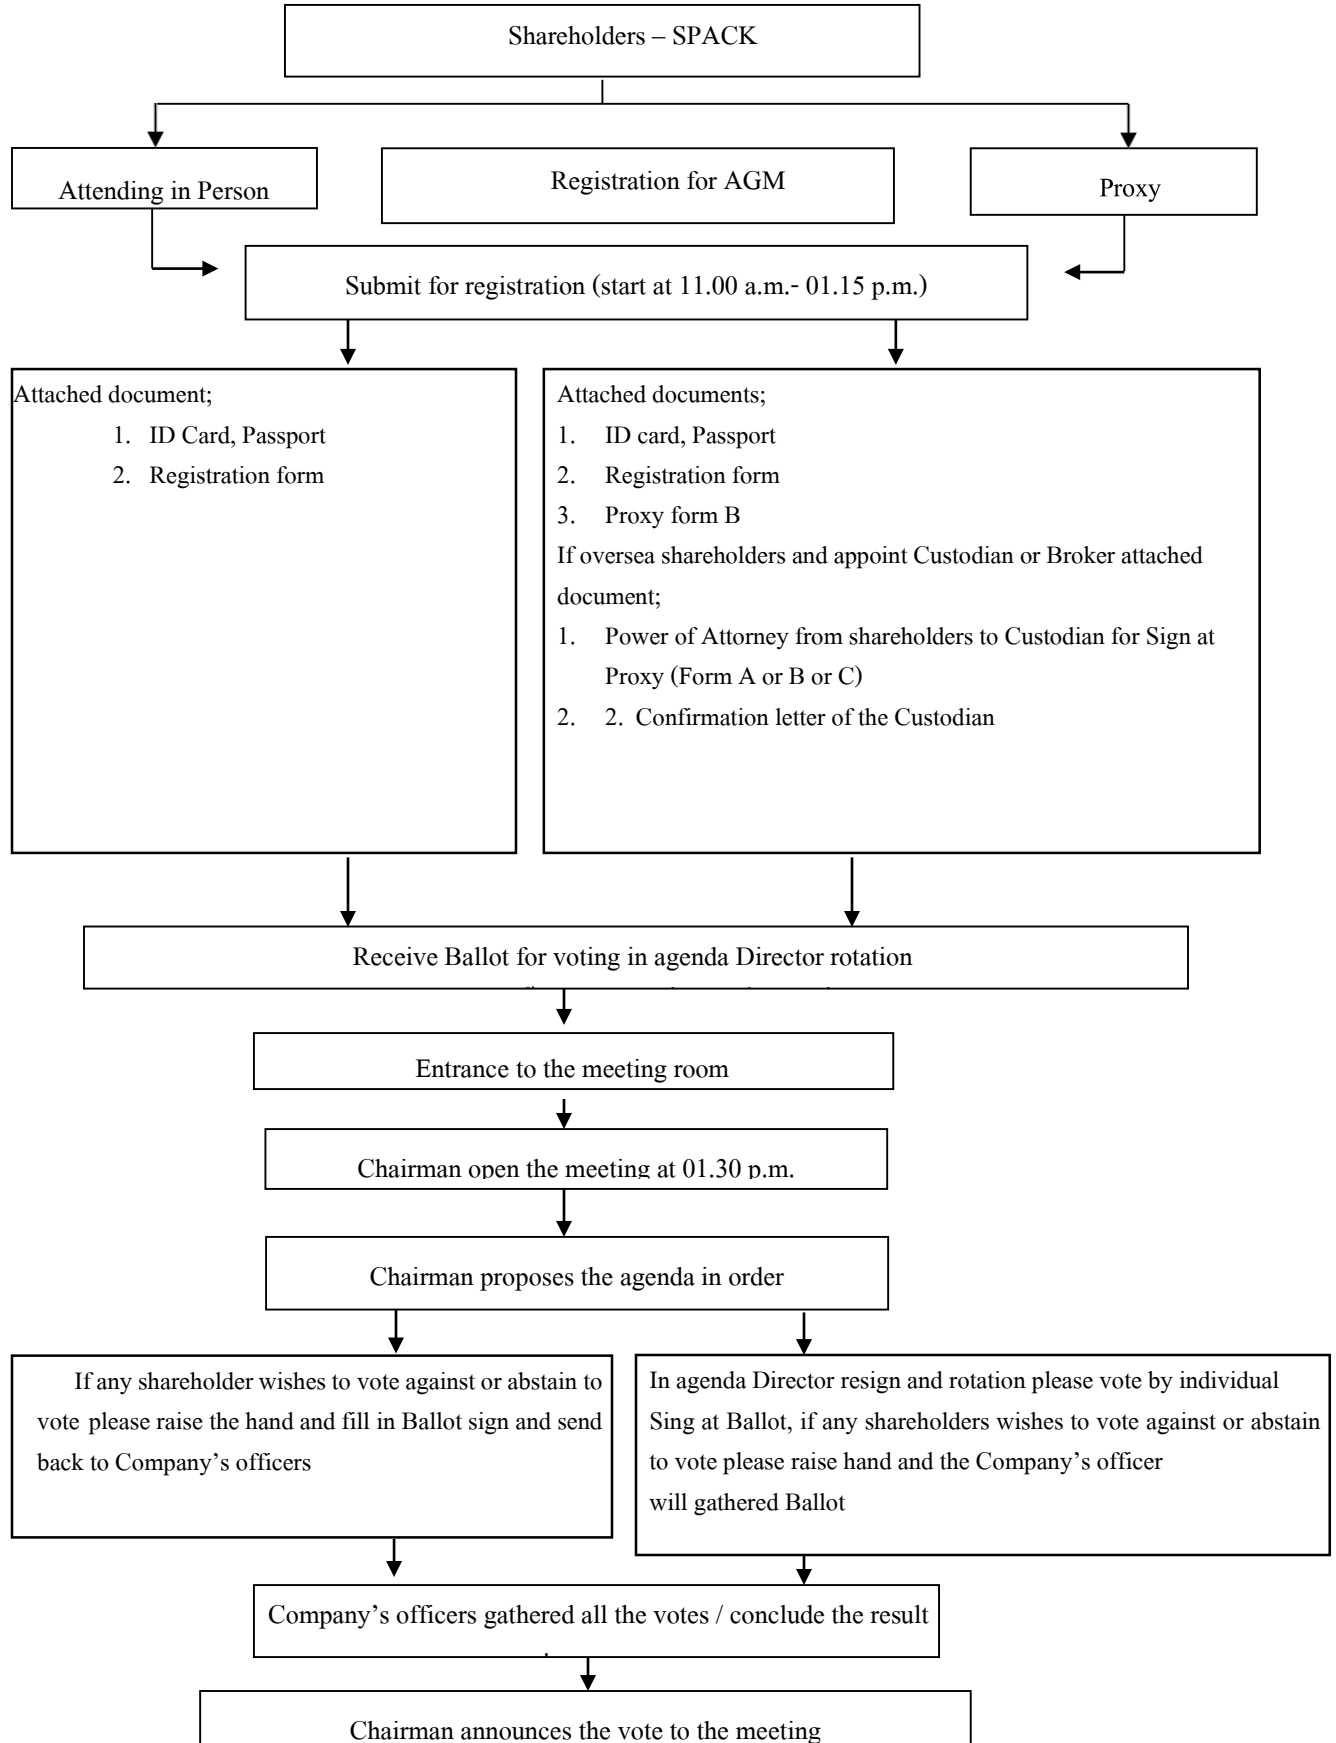 Shareholders – SPACK
Attending in Person
Registration for AGM
Proxy
Submit for registration (start at 11.00 a.m.- 01.15 p.m.)
Attached document;
1. ID Card, Passport
2. Registration form
Attached documents;
1. ID card, Passport
2. Registration form
3. Proxy form B
If oversea shareholders and appoint Custodian or Broker attached
document;
1. Power of Attorney from shareholders to Custodian for Sign at
Proxy (Form A or B or C)
2. 2. Confirmation letter of the Custodian
Receive Ballot for voting in agenda Director rotation
Entrance to the meeting room
Chairman open the meeting at 01.30 p.m.
Chairman proposes the agenda in order
If any shareholder wishes to vote against or abstain to
vote please raise the hand and fill in Ballot sign and send
back to Company’s officers
In agenda Director resign and rotation please vote by individual
Sing at Ballot, if any shareholders wishes to vote against or abstain
to vote please raise hand and the Company’s officer
will gathered Ballot
Company’s officers gathered all the votes / conclude the result
Chairman announces the vote to the meeting